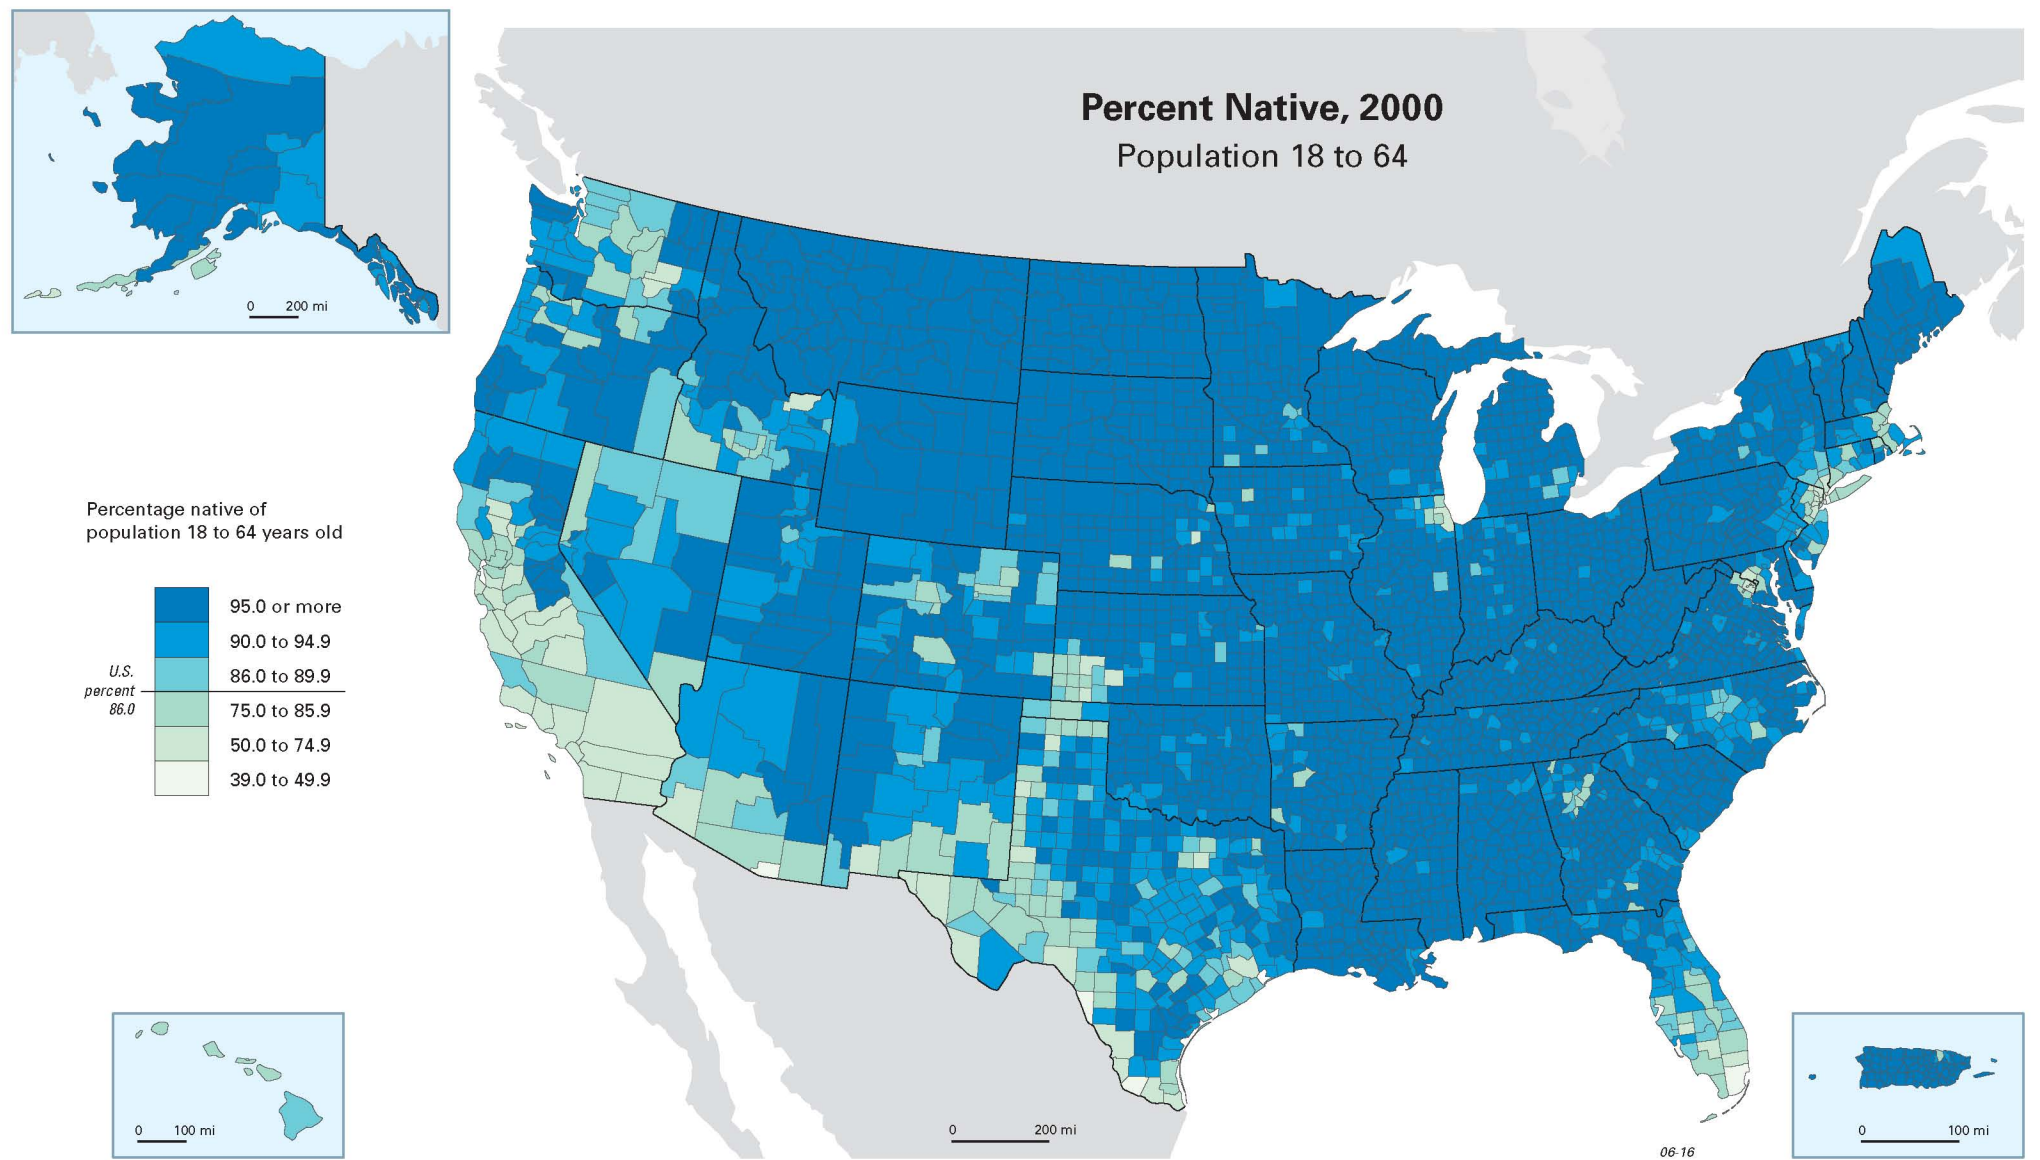 Percent Native, 2000
Population 18 to 64
0 200 mi
Percentage native of
population 18 to 64 years old
95.0 or more
90.0 to 94.9
86.0 to 89.9
75.0 to 85.9
50.0 to 74.9
39.0 to 49.9
U.S.
percent
86.0
0 100 mi
0 200 mi
0 100 mi
06-16